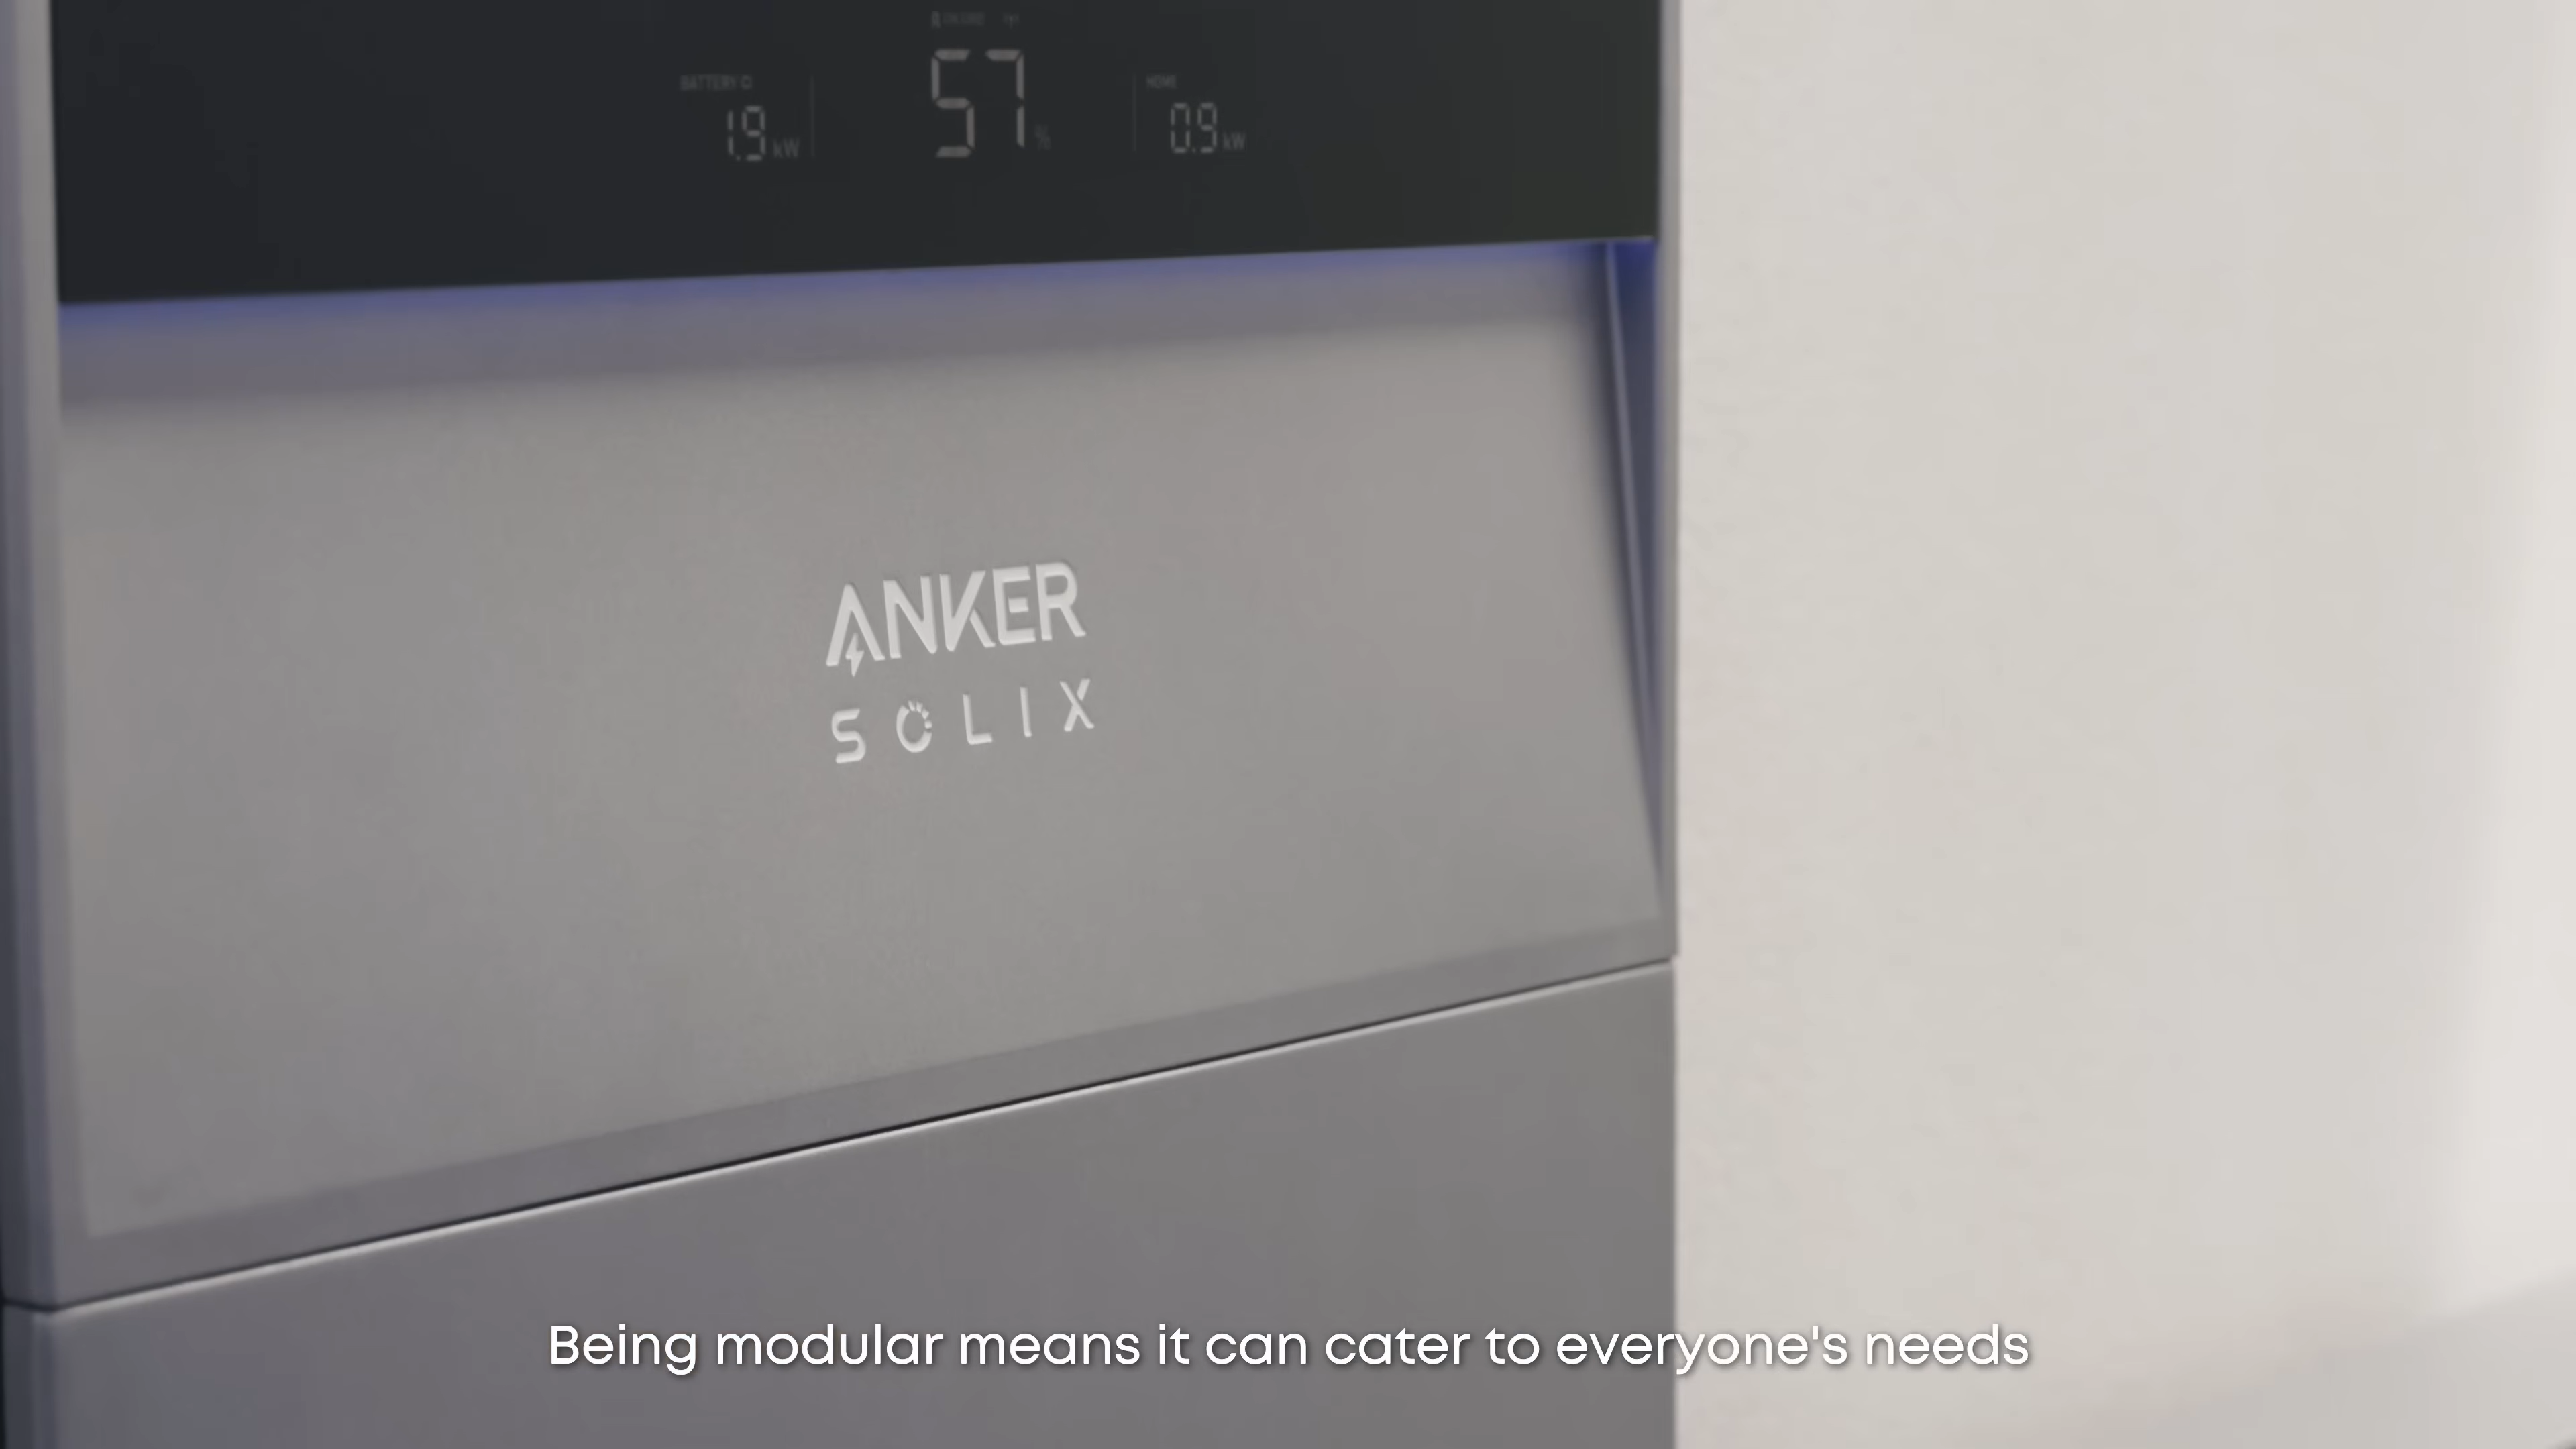 57 %
BATTERY
1.9 kW
HOME
0.9 kW
ANKER
SOLIX
Being modular means it can cater to everyone's needs